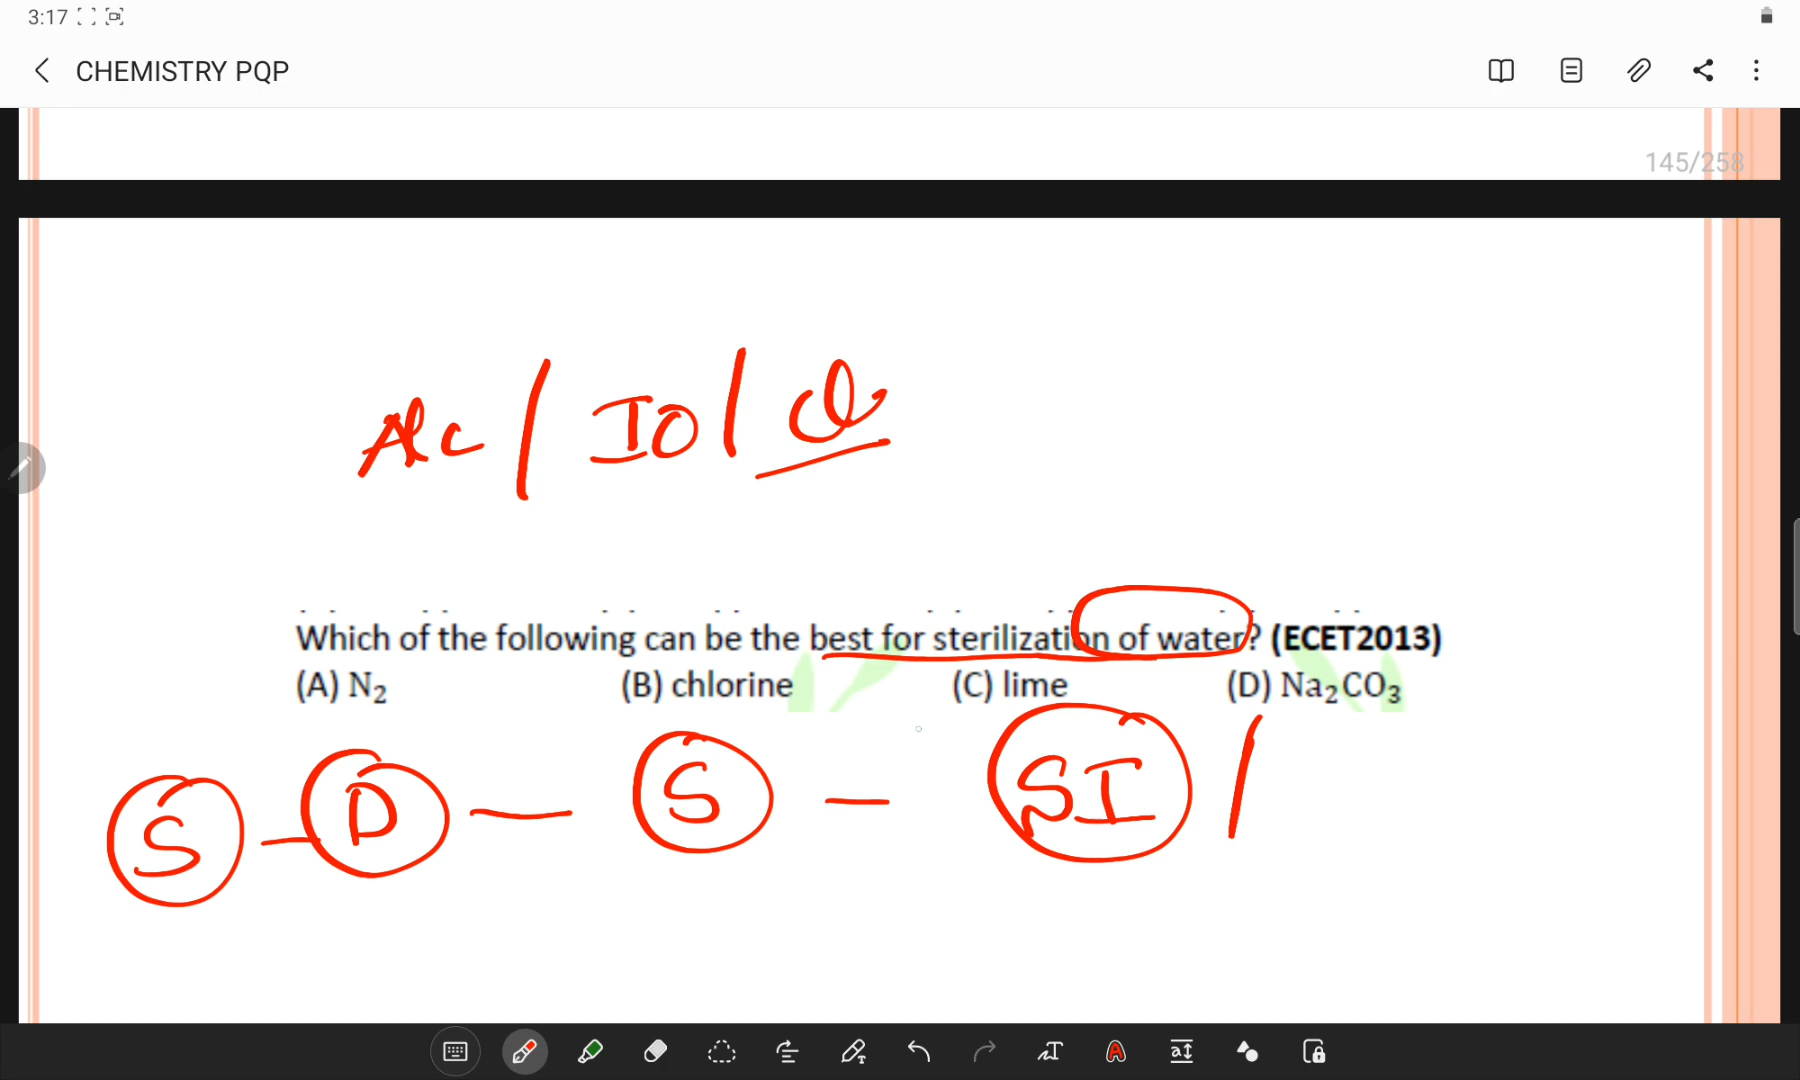 3:17
CHEMISTRY PQP
145/258
Alc / IO / Cl
Which of the following can be the best for sterilization of water? (ECET2013)
(A) N₂ (B) chlorine (C) lime (D) Na₂CO₃
S – D – S – SI /